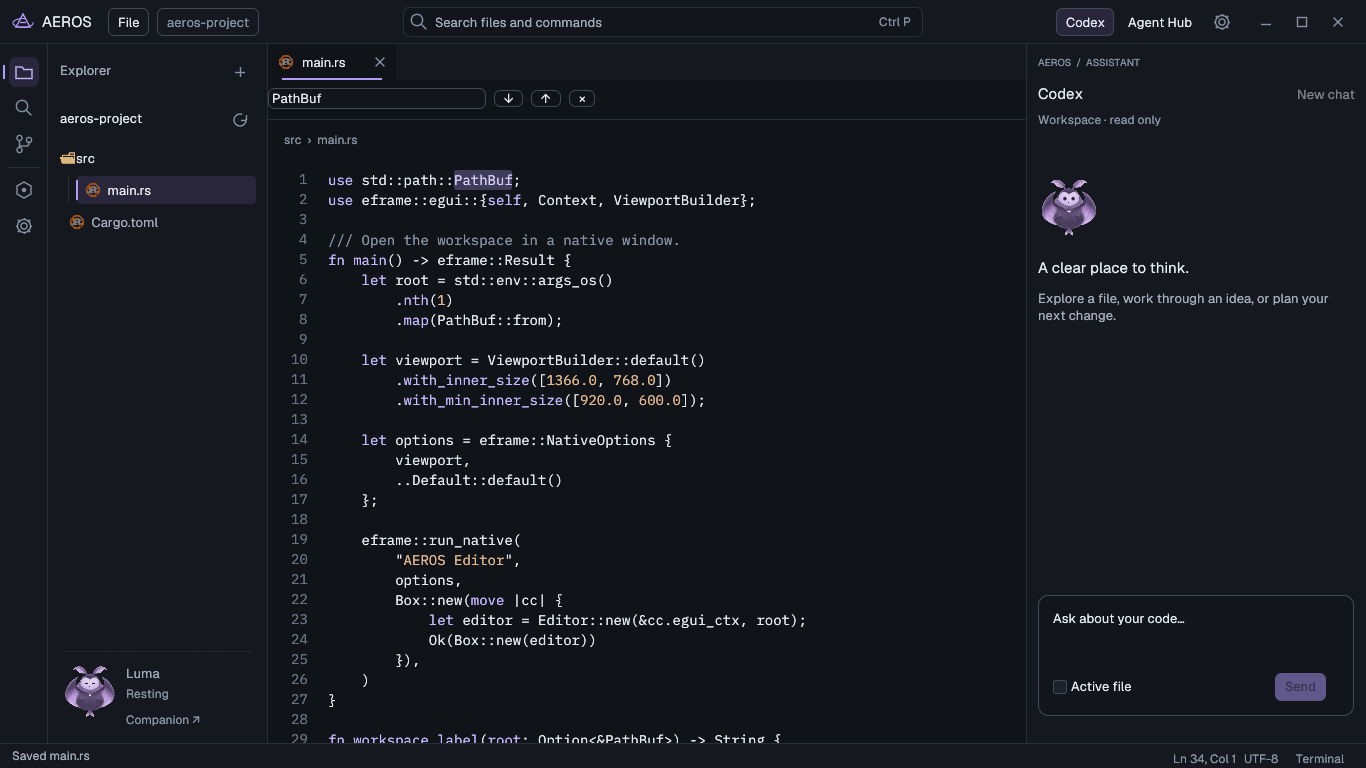 AEROS File aeros-project Search files and commands Ctrl P Codex Agent Hub
Explorer
aeros-project
src
main.rs
Cargo.toml
Luma
Resting
Companion ↗
main.rs
PathBuf
src › main.rs
1 use std::path::PathBuf;
2 use eframe::egui::{self, Context, ViewportBuilder};
3
4 /// Open the workspace in a native window.
5 fn main() -> eframe::Result {
6     let root = std::env::args_os()
7         .nth(1)
8         .map(PathBuf::from);
9
10     let viewport = ViewportBuilder::default()
11         .with_inner_size([1366.0, 768.0])
12         .with_min_inner_size([920.0, 600.0]);
13
14     let options = eframe::NativeOptions {
15         viewport,
16         ..Default::default()
17     };
18
19     eframe::run_native(
20         "AEROS Editor",
21         options,
22         Box::new(move |cc| {
23             let editor = Editor::new(&cc.egui_ctx, root);
24             Ok(Box::new(editor))
25         }),
26     )
27 }
28
29 fn workspace_label(root: Option<&PathBuf>) -> String {
AEROS / ASSISTANT
Codex New chat
Workspace · read only
A clear place to think.
Explore a file, work through an idea, or plan your
next change.
Ask about your code…
Active file Send
Saved main.rs Ln 34, Col 1 UTF-8 Terminal